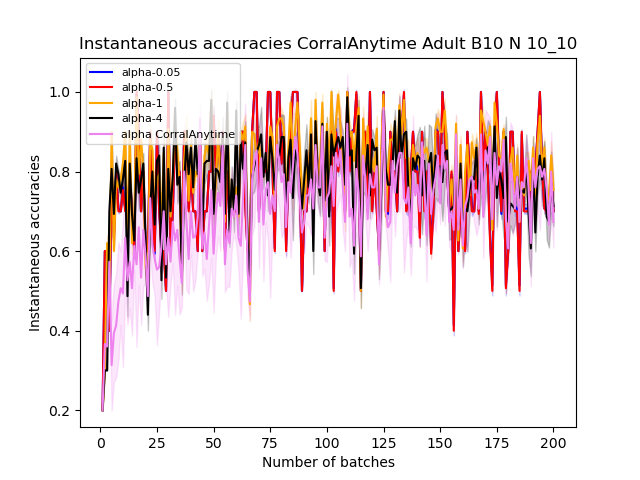 Instantaneous accuracies CorralAnytime Adult B10 N 10_10
alpha-0.05
alpha-0.5
alpha-1
alpha-4
alpha CorralAnytime
1.0
0.8
0.6
0.4
0.2
Instantaneous accuracies
0 25 50 75 100 125 150 175 200
Number of batches